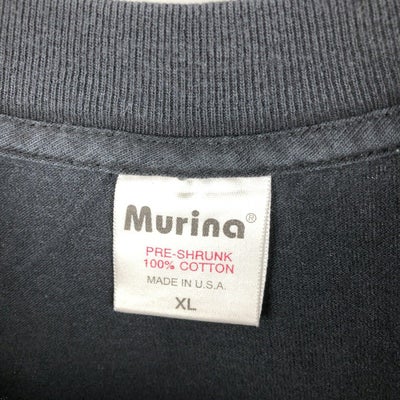 Murina®
PRE-SHRUNK
100% COTTON
MADE IN U.S.A.
XL